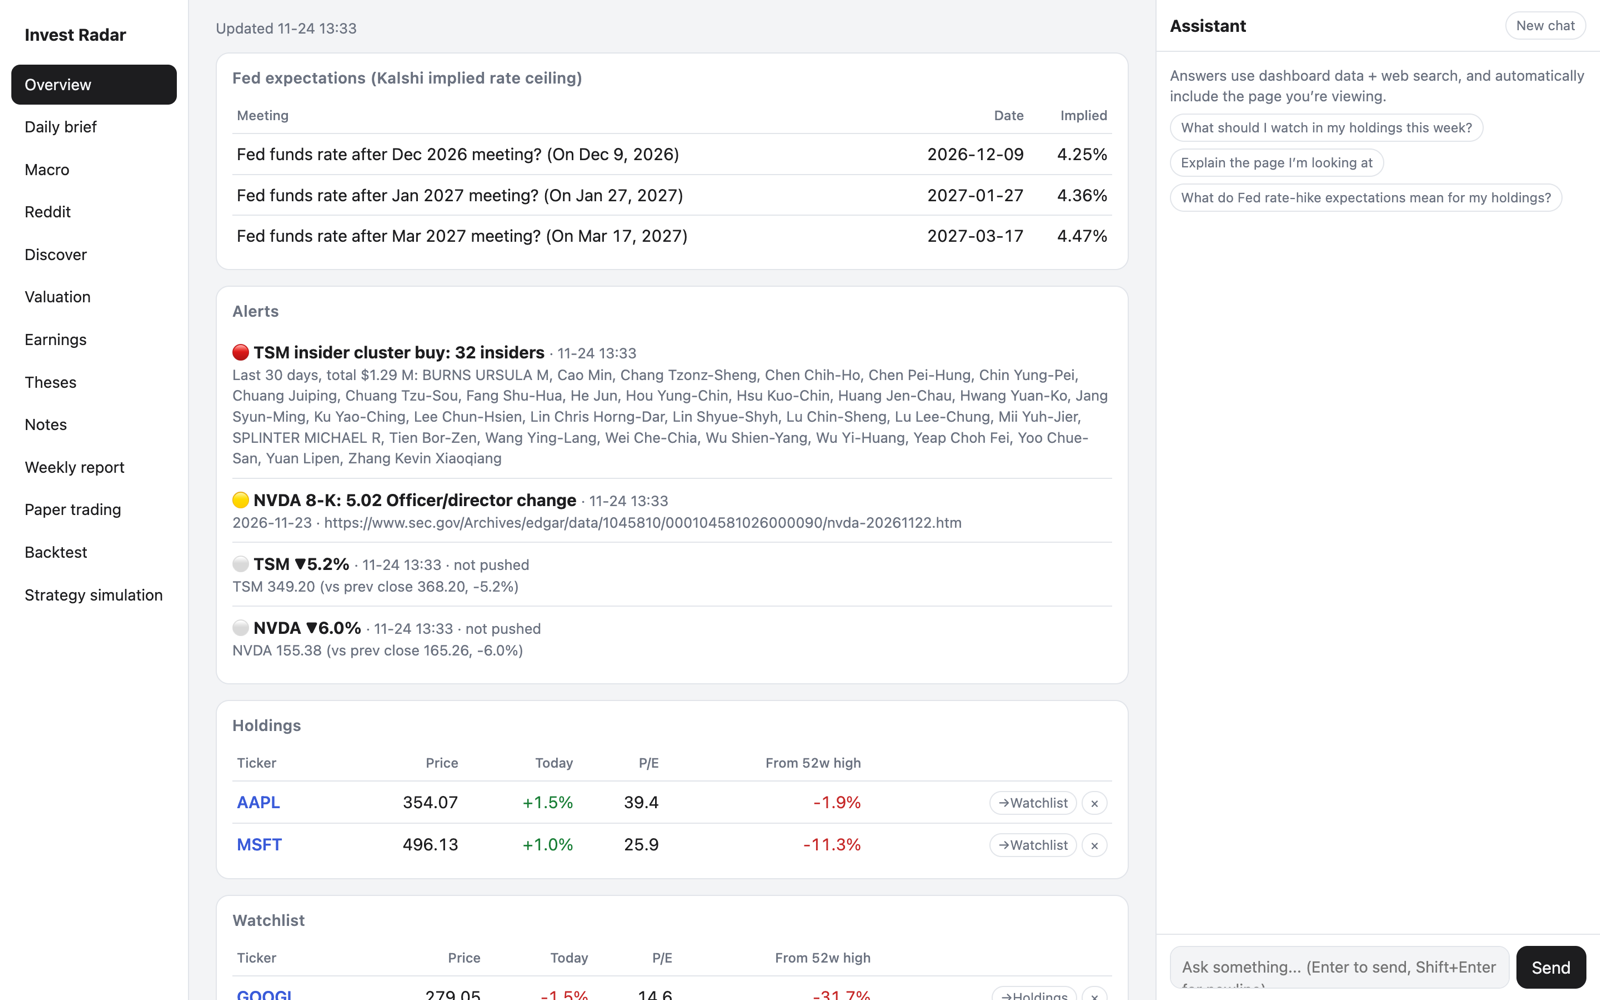 Invest Radar
Overview
Daily brief
Macro
Reddit
Discover
Valuation
Earnings
Theses
Notes
Weekly report
Paper trading
Backtest
Strategy simulation
Updated 11-24 13:33
Fed expectations (Kalshi implied rate ceiling)
Meeting Date Implied
Fed funds rate after Dec 2026 meeting? (On Dec 9, 2026) 2026-12-09 4.25%
Fed funds rate after Jan 2027 meeting? (On Jan 27, 2027) 2027-01-27 4.36%
Fed funds rate after Mar 2027 meeting? (On Mar 17, 2027) 2027-03-17 4.47%
Alerts
🔴 TSM insider cluster buy: 32 insiders · 11-24 13:33
Last 30 days, total $1.29 M: BURNS URSULA M, Cao Min, Chang Tzonz-Sheng, Chen Chih-Ho, Chen Pei-Hung, Chin Yung-Pei,
Chuang Juiping, Chuang Tzu-Sou, Fang Shu-Hua, He Jun, Hou Yung-Chin, Hsu Kuo-Chin, Huang Jen-Chau, Hwang Yuan-Ko, Jang
Syun-Ming, Ku Yao-Ching, Lee Chun-Hsien, Lin Chris Horng-Dar, Lin Shyue-Shyh, Lu Chin-Sheng, Lu Lee-Chung, Mii Yuh-Jier,
SPLINTER MICHAEL R, Tien Bor-Zen, Wang Ying-Lang, Wei Che-Chia, Wu Shien-Yang, Wu Yi-Huang, Yeap Choh Fei, Yoo Chue-
San, Yuan Lipen, Zhang Kevin Xiaoqiang
🟡 NVDA 8-K: 5.02 Officer/director change · 11-24 13:33
2026-11-23 · https://www.sec.gov/Archives/edgar/data/1045810/000104581026000090/nvda-20261122.htm
⚪ TSM ▼5.2% · 11-24 13:33 · not pushed
TSM 349.20 (vs prev close 368.20, -5.2%)
⚪ NVDA ▼6.0% · 11-24 13:33 · not pushed
NVDA 155.38 (vs prev close 165.26, -6.0%)
Holdings
Ticker Price Today P/E From 52w high
AAPL 354.07 +1.5% 39.4 -1.9% →Watchlist ×
MSFT 496.13 +1.0% 25.9 -11.3% →Watchlist ×
Watchlist
Ticker Price Today P/E From 52w high
GOOGL 279.05 -1.5% 14.6 -31.7% →Holdings ×
Assistant
New chat
Answers use dashboard data + web search, and automatically
include the page you're viewing.
What should I watch in my holdings this week?
Explain the page I'm looking at
What do Fed rate-hike expectations mean for my holdings?
Ask something... (Enter to send, Shift+Enter
for newline)
Send